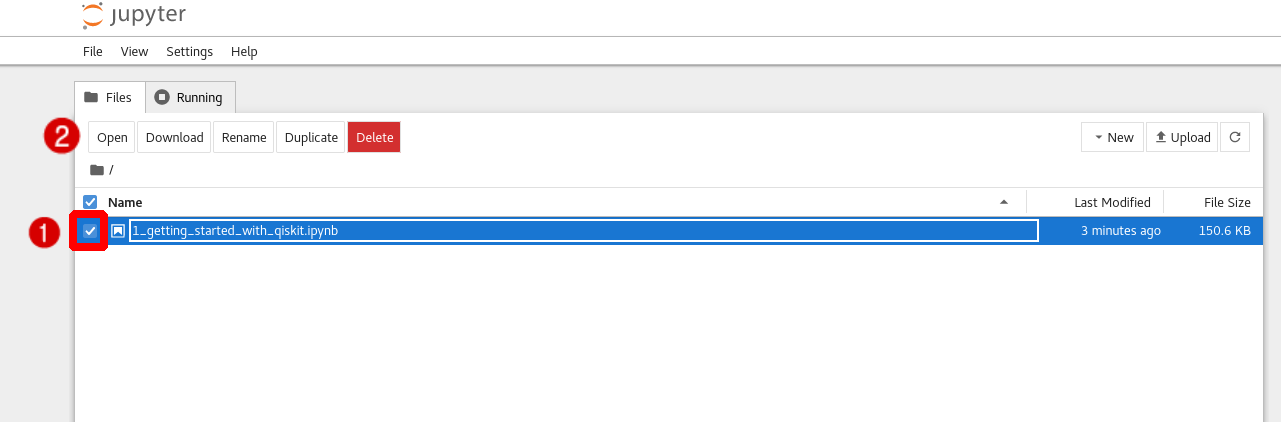 jupyter
File View Settings Help
Files Running
2 Open Download Rename Duplicate Delete New Upload
/
Name Last Modified File Size
1 1_getting_started_with_qiskit.ipynb 3 minutes ago 150.6 KB